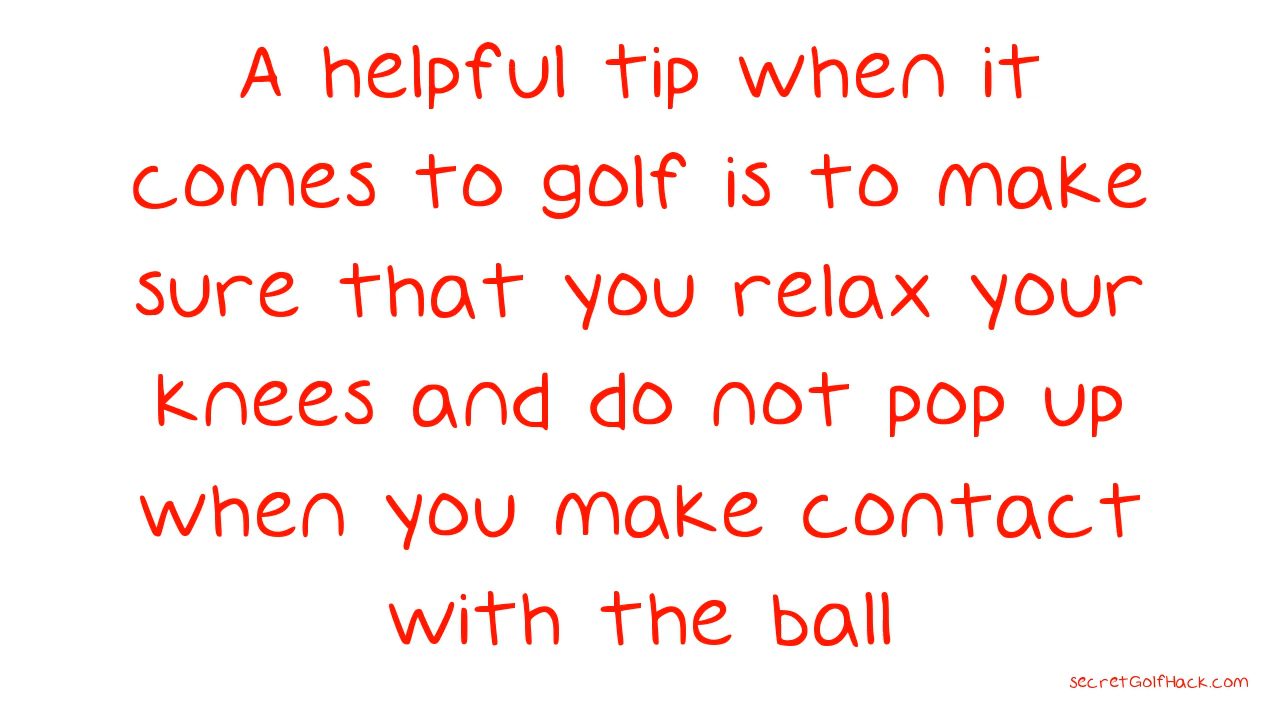 A helpful tip when it
comes to golf is to make
sure that you relax your
knees and do not pop up
when you make contact
with the ball
secretGolfHack.com